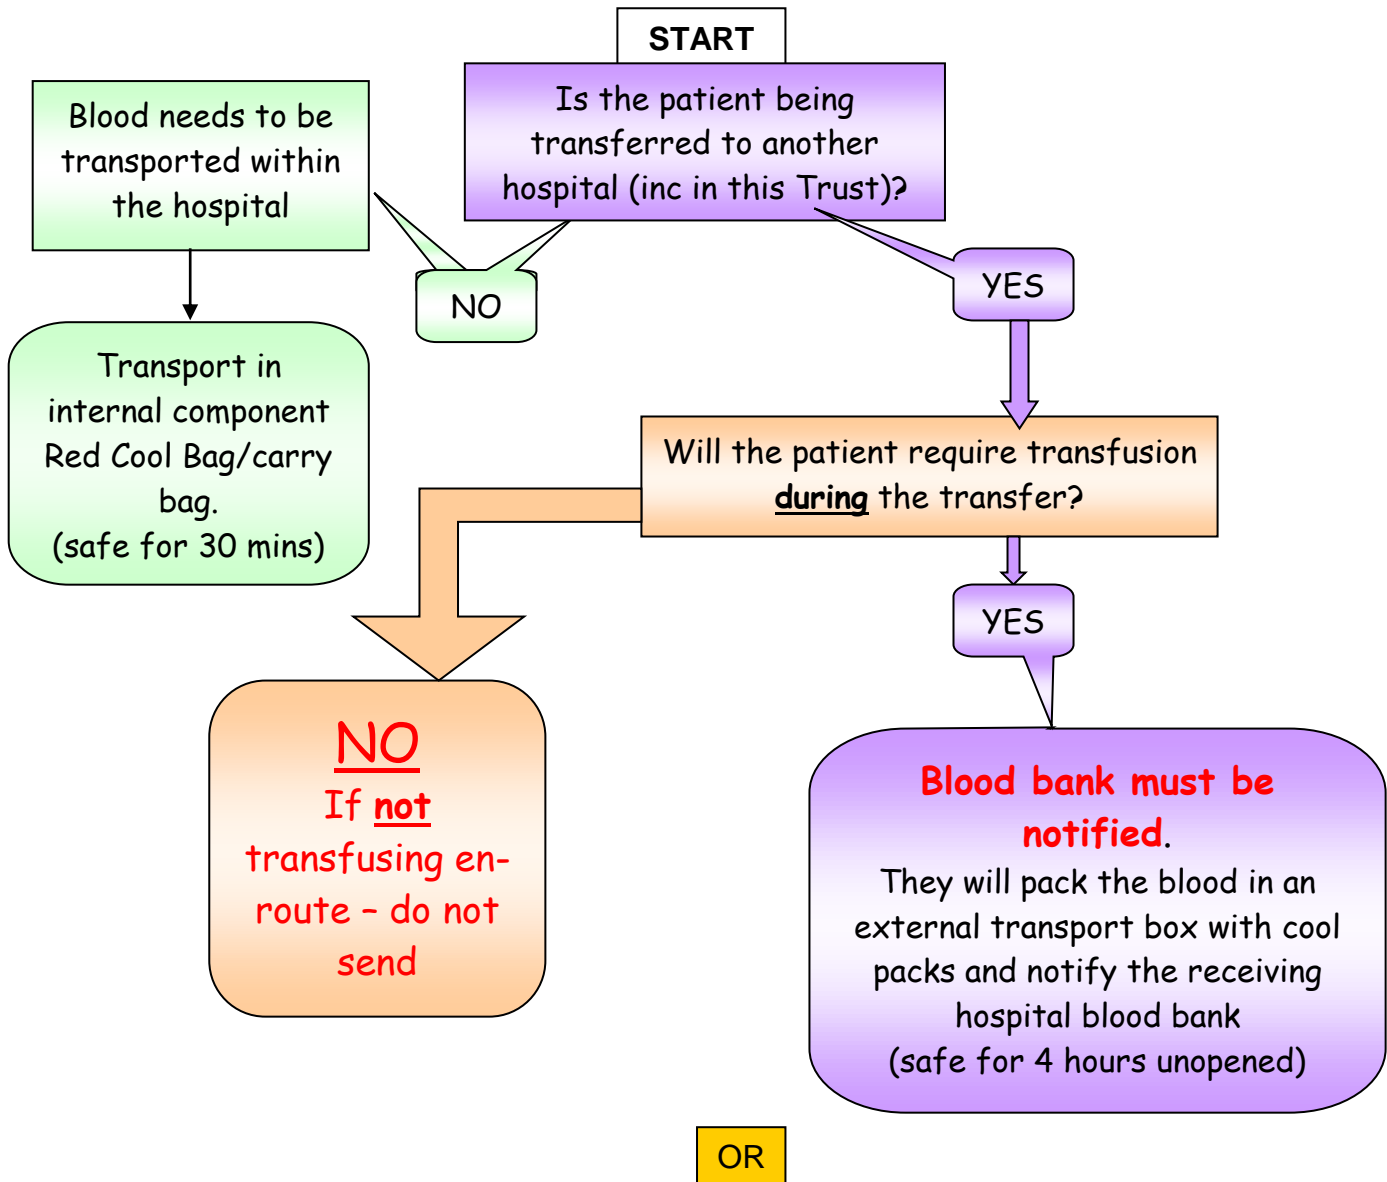 START
Is the patient being
transferred to another
hospital (inc in this Trust)?
Blood needs to be
transported within
the hospital
NO
YES
Transport in
internal component
Red Cool Bag/carry
bag.
(safe for 30 mins)
Will the patient require transfusion
during the transfer?
YES
NO
If not
transfusing en-
route – do not
send
Blood bank must be
notified.
They will pack the blood in an
external transport box with cool
packs and notify the receiving
hospital blood bank
(safe for 4 hours unopened)
OR